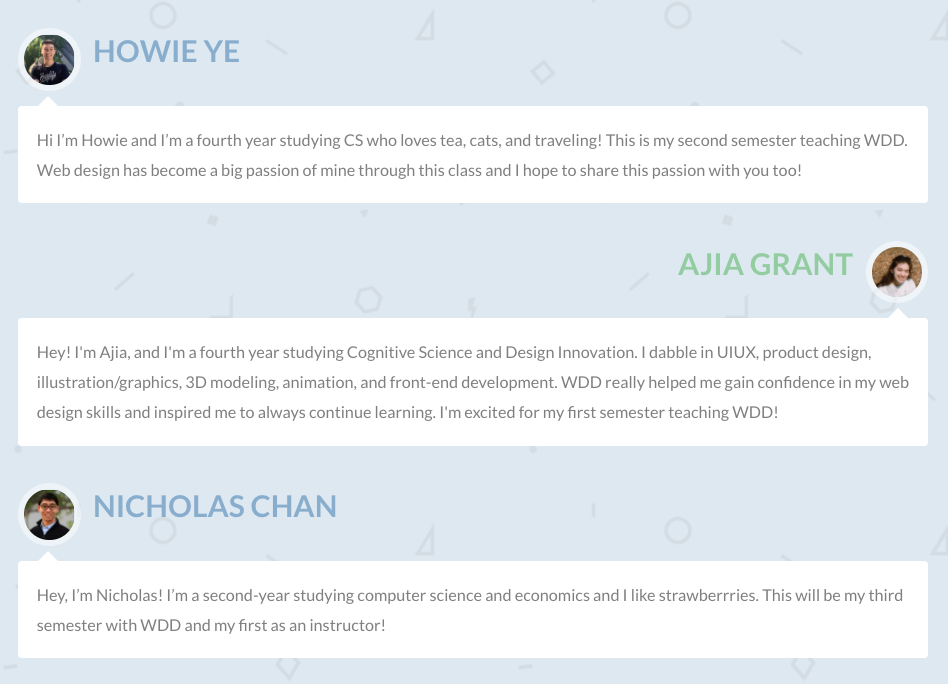 HOWIE YE
Hi I’m Howie and I’m a fourth year studying CS who loves tea, cats, and traveling! This is my second semester teaching WDD.
Web design has become a big passion of mine through this class and I hope to share this passion with you too!
AJIA GRANT
Hey! I'm Ajia, and I'm a fourth year studying Cognitive Science and Design Innovation. I dabble in UIUX, product design,
illustration/graphics, 3D modeling, animation, and front-end development. WDD really helped me gain confidence in my web
design skills and inspired me to always continue learning. I'm excited for my first semester teaching WDD!
NICHOLAS CHAN
Hey, I’m Nicholas! I’m a second-year studying computer science and economics and I like strawberrries. This will be my third
semester with WDD and my first as an instructor!